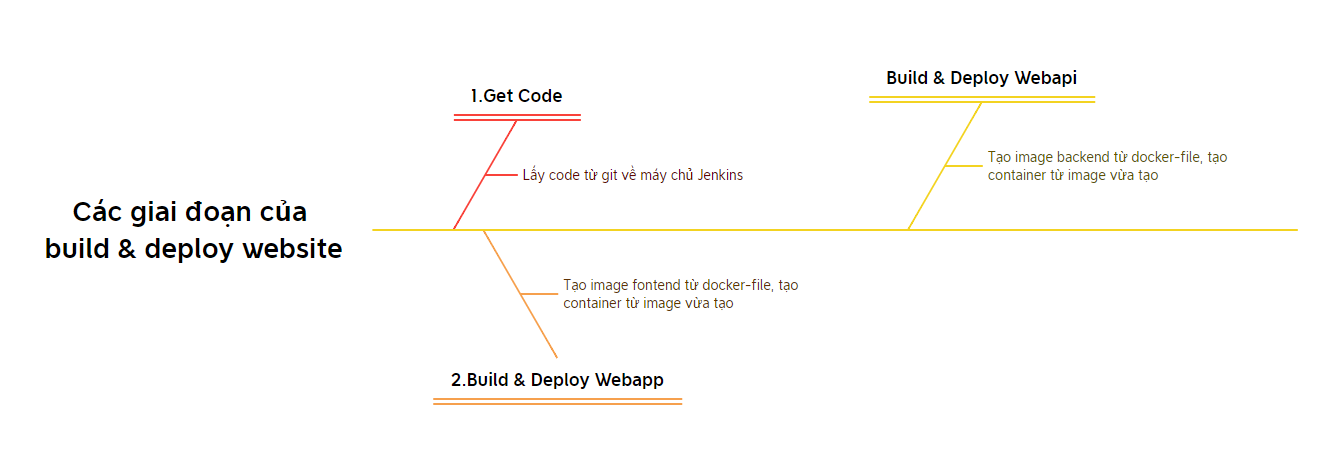 Các giai đoạn của
build & deploy website
1.Get Code
Lấy code từ git về máy chủ Jenkins
2.Build & Deploy Webapp
Tạo image fontend từ docker-file, tạo
container từ image vừa tạo
Build & Deploy Webapi
Tạo image backend từ docker-file, tạo
container từ image vừa tạo